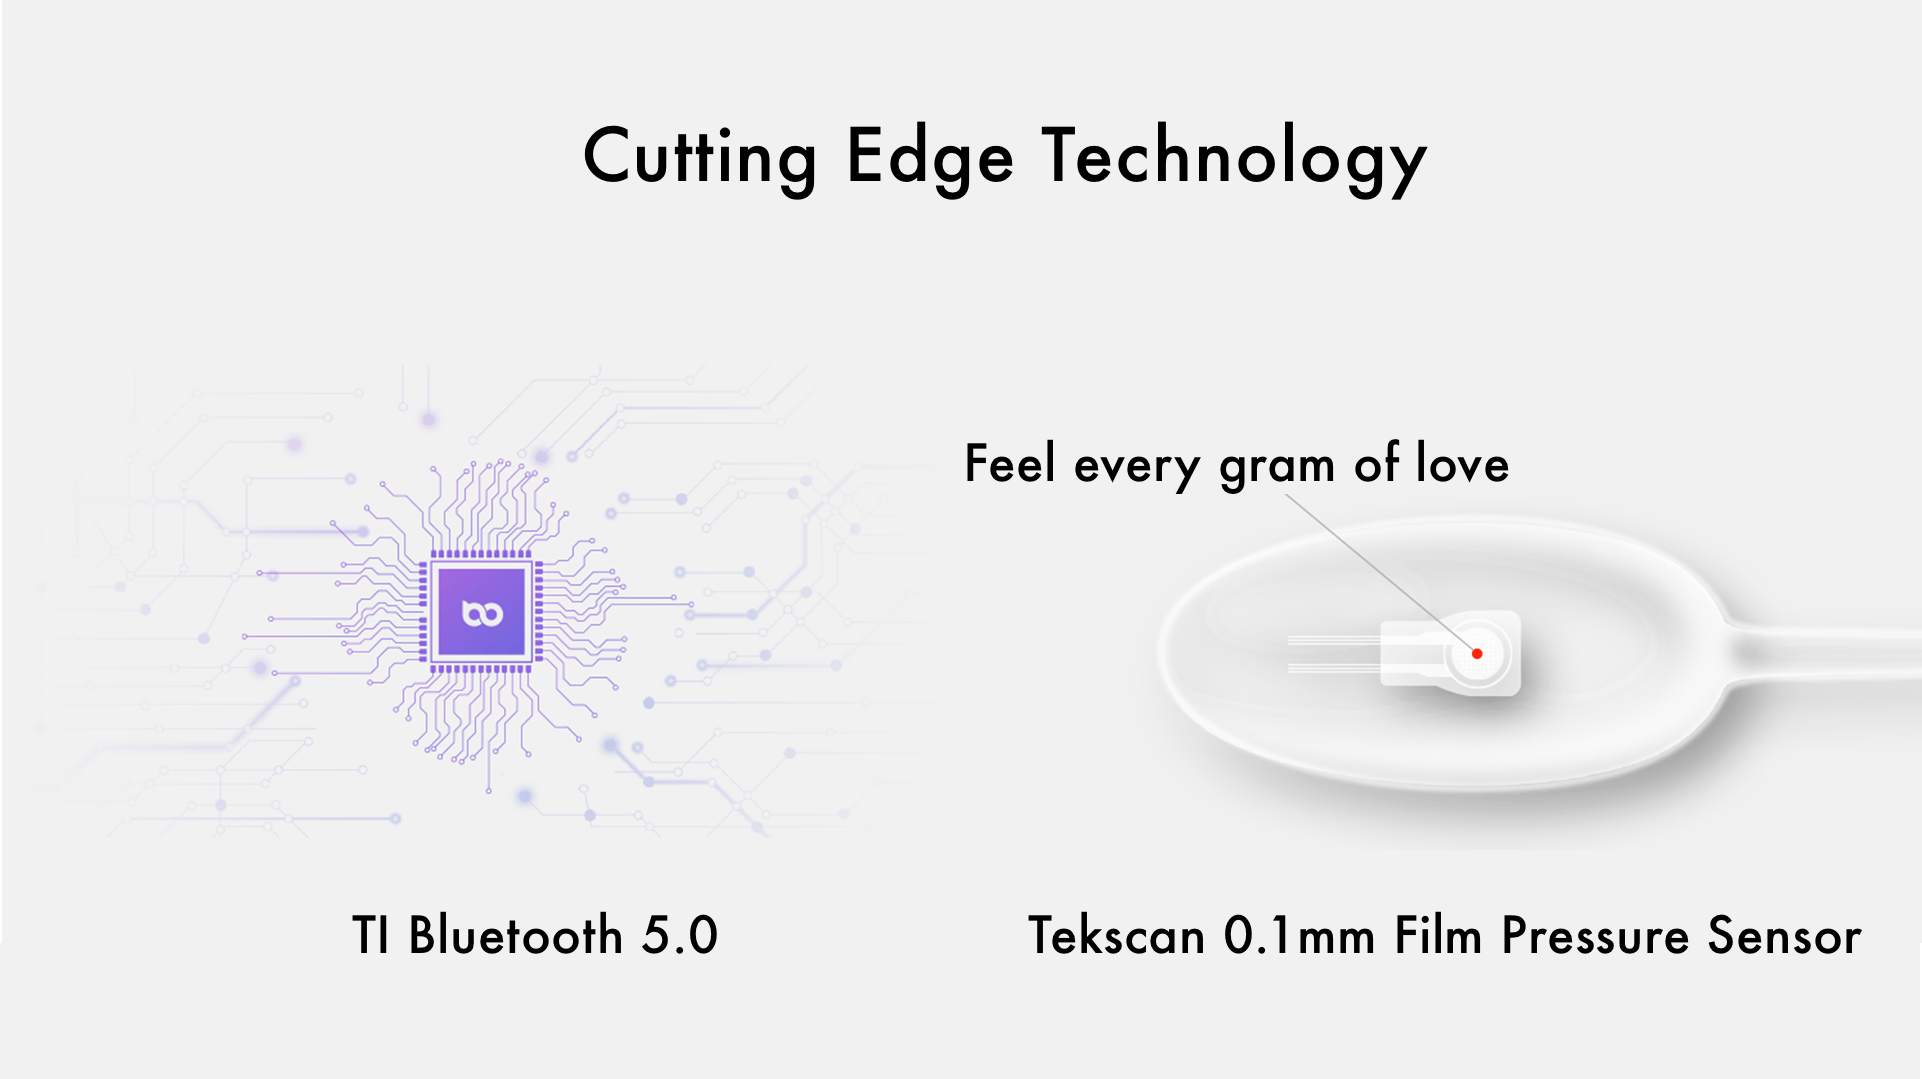 Cutting Edge Technology
Feel every gram of love
TI Bluetooth 5.0
Tekscan 0.1mm Film Pressure Sensor